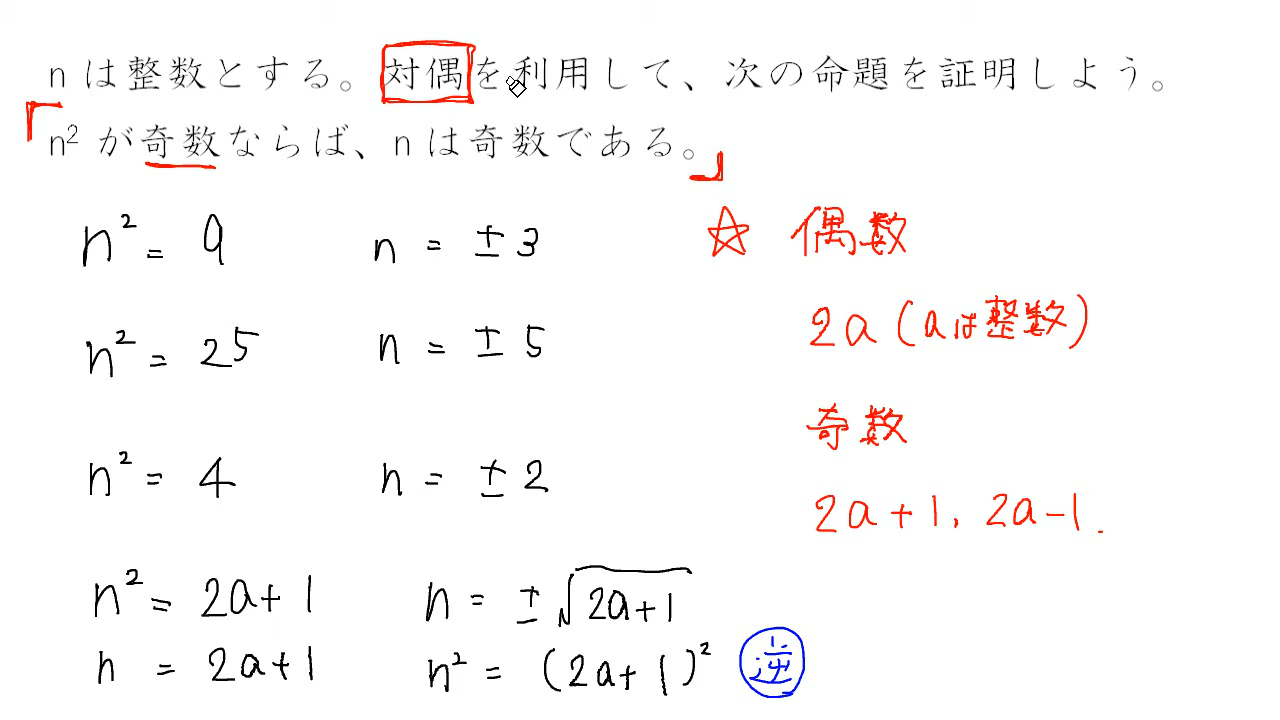 nは整数とする。対偶を利用して、次の命題を証明しよう。
「n²が奇数ならば、nは奇数である。」
n² = 9 n = ±3
n² = 25 n = ±5
n² = 4 n = ±2
n² = 2a+1 n = ±√2a+1
n = 2a+1 n² = (2a+1)² 逆
☆ 偶数
2a (aは整数)
奇数
2a+1, 2a-1.